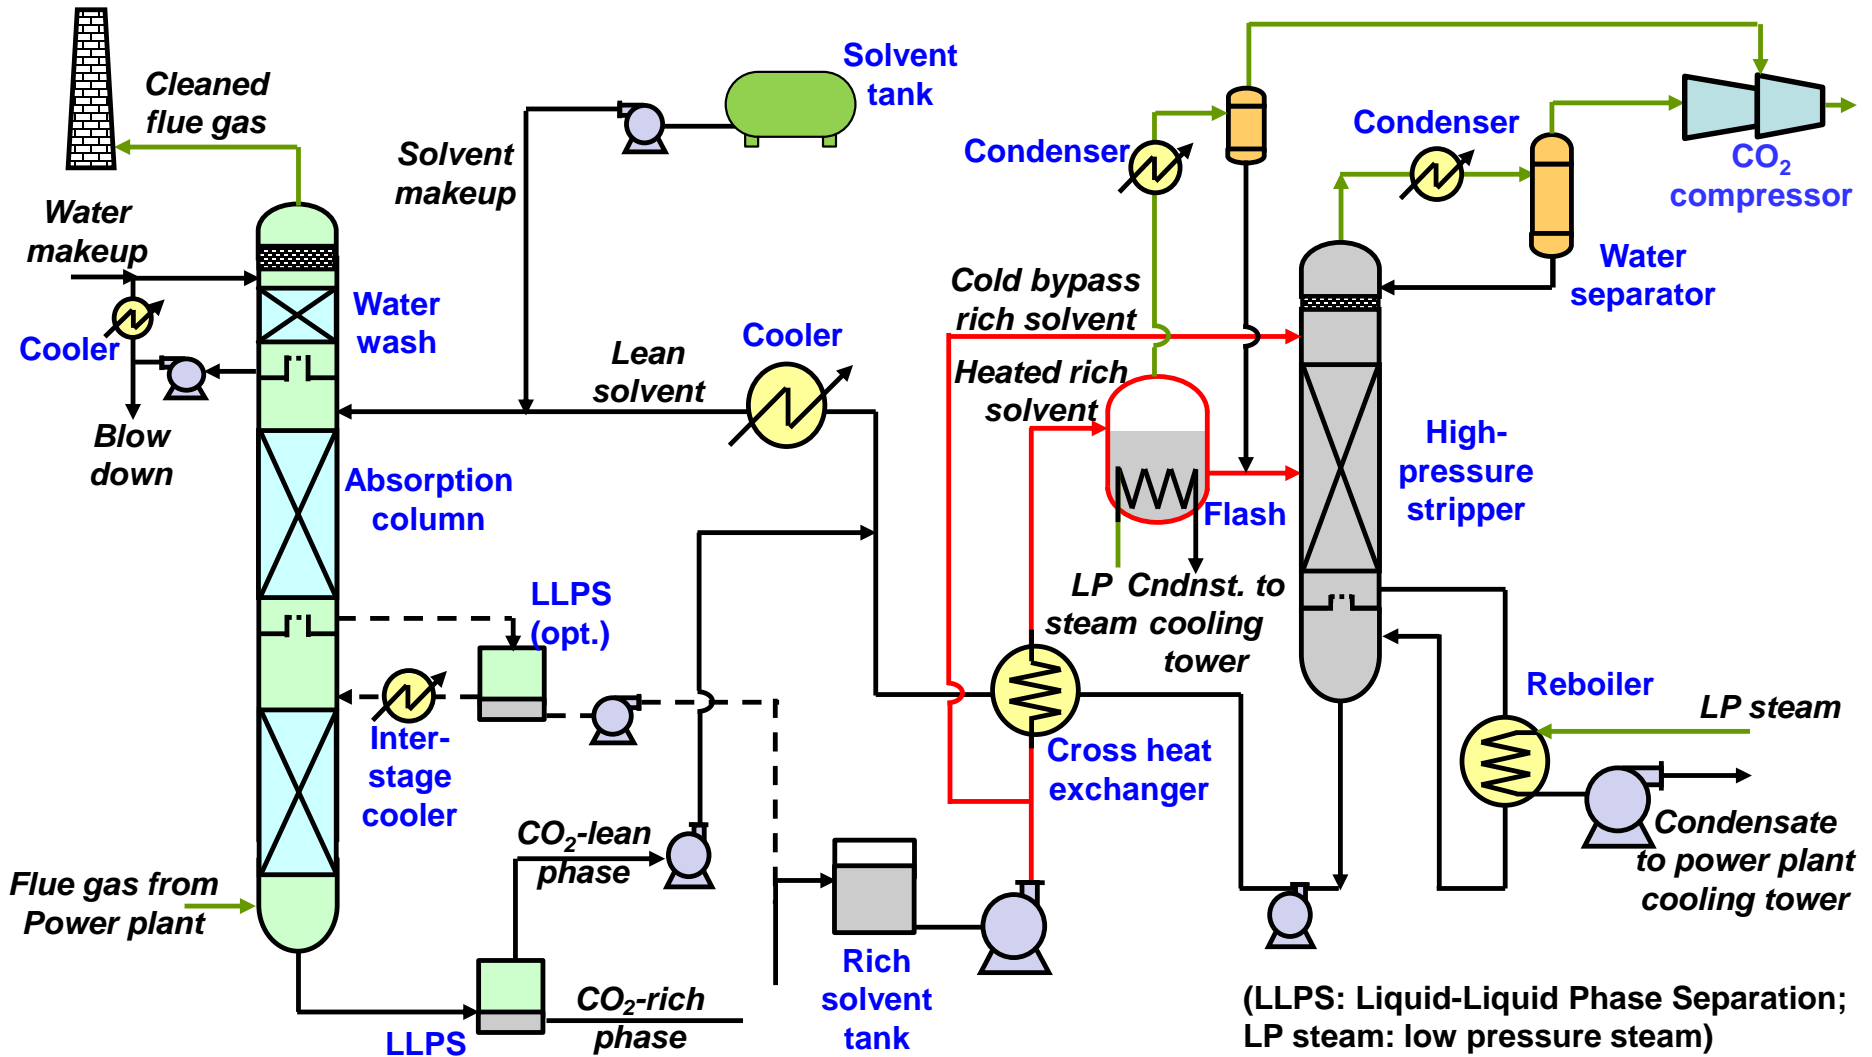 Cleaned
flue gas
Solvent
tank
Solvent
makeup
Condenser
Condenser
CO₂
compressor
Water
makeup
Cooler
Water
wash
Blow
down
Lean
solvent
Cooler
Cold bypass
rich solvent
Heated rich
solvent
Water
separator
Absorption
column
Flash
High-
pressure
stripper
LP
steam
Cndnst. to
cooling
tower
LLPS
(opt.)
Inter-
stage
cooler
Cross heat
exchanger
Reboiler
LP steam
Condensate
to power plant
cooling tower
Flue gas from
Power plant
CO₂-lean
phase
CO₂-rich
phase
LLPS
Rich
solvent
tank
(LLPS: Liquid-Liquid Phase Separation;
LP steam: low pressure steam)